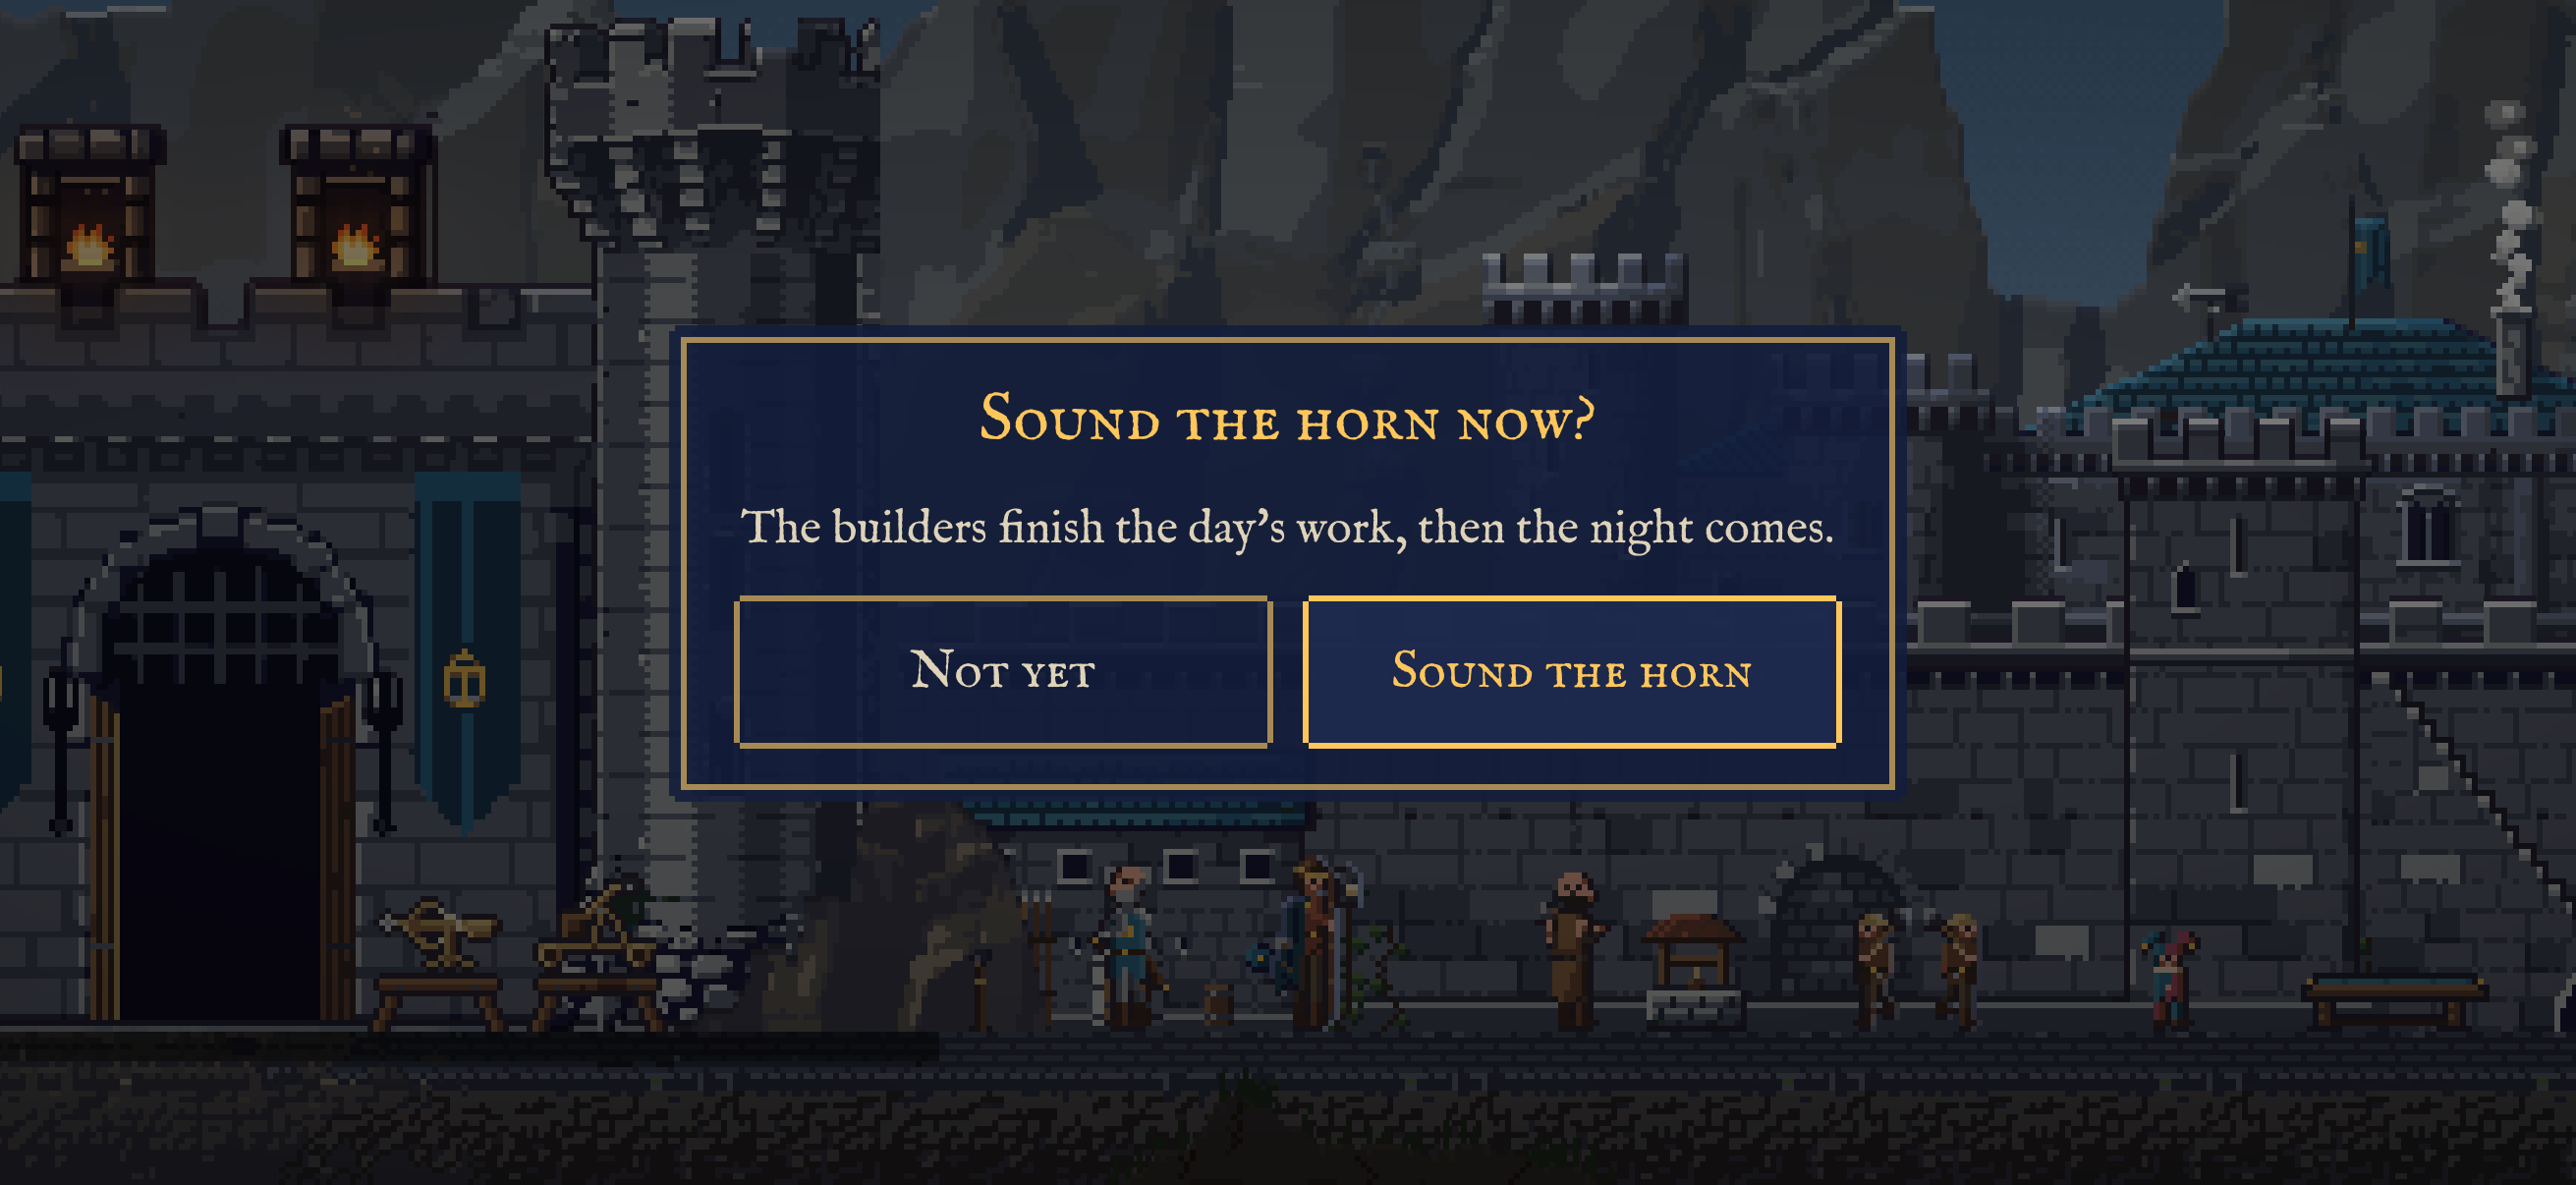 Sound the horn now?
The builders finish the day’s work, then the night comes.
Not yet
Sound the horn